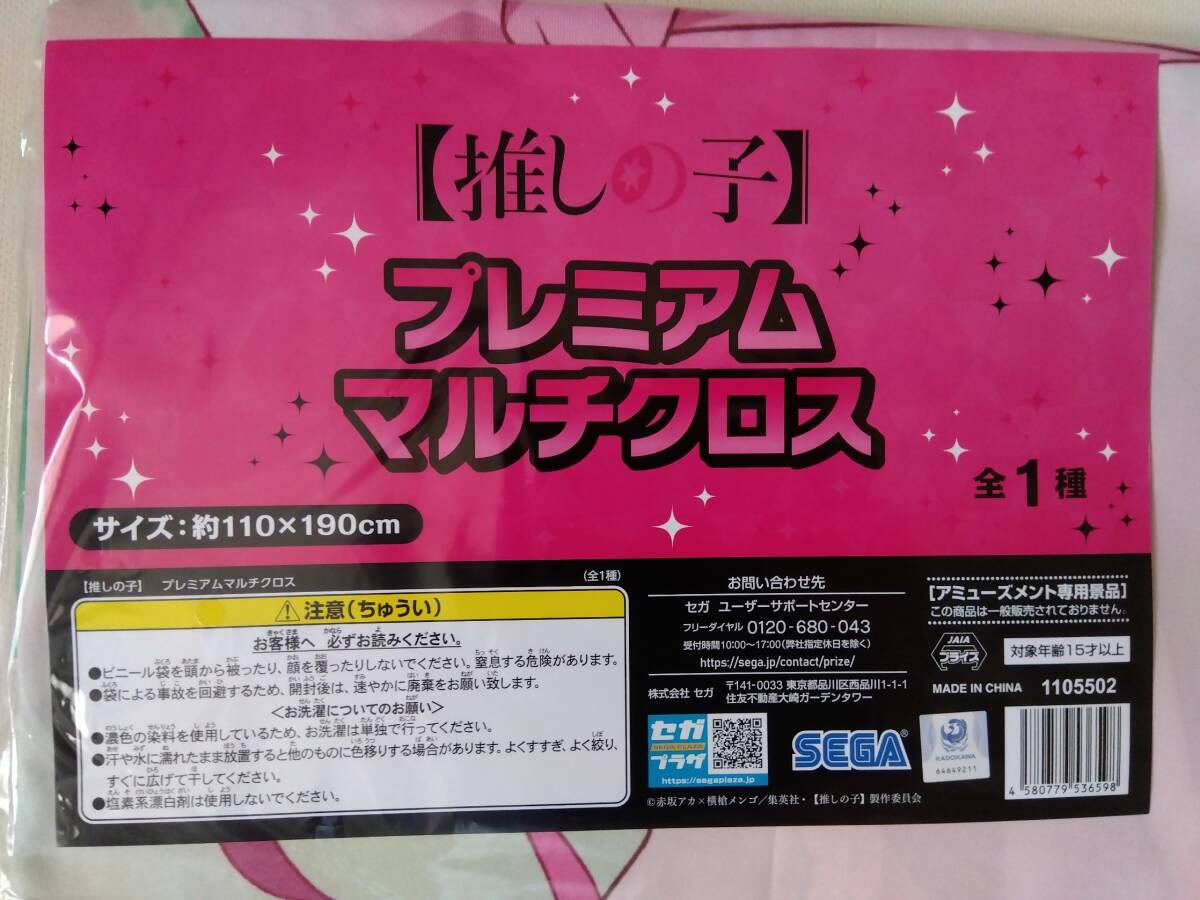 【推しの子】
プレミアム
マルチクロス
全1種
サイズ：約110×190cm
【推しの子】 プレミアムマルチクロス
(全1種)
⚠注意(ちゅうい)
お客様へ 必ずお読みください。
●ビニール袋を頭から被ったり、顔を覆ったりしないでください。窒息する危険があります。
●袋による事故を回避するため、開封後は、速やかに廃棄をお願い致します。
<お洗濯についてのお願い>
●濃色の染料を使用しているため、お洗濯は単独で行ってください。
●汗や水に濡れたまま放置すると他のものに色移りする場合があります。よくすすぎ、よく絞り、
すぐに広げて干してください。
●塩素系漂白剤は使用しないでください。
お問い合わせ先
セガ ユーザーサポートセンター
フリーダイヤル 0120-680-043
受付時間10:00～17:00(弊社指定休日を除く)
https://sega.jp/contact/prize/
株式会社 セガ
〒141-0033 東京都品川区西品川1-1-1
住友不動産大崎ガーデンタワー
セガ
SEGA PLAZA
プラザ
https://segaplaza.jp
SEGA®
©赤坂アカ×横槍メンゴ／集英社・【推しの子】製作委員会
[アミューズメント専用景品]
この商品は一般販売されておりません。
JAIA
プライズ
対象年齢15才以上
MADE IN CHINA 1105502
KADOKAWA
64649211
4 580779 536598